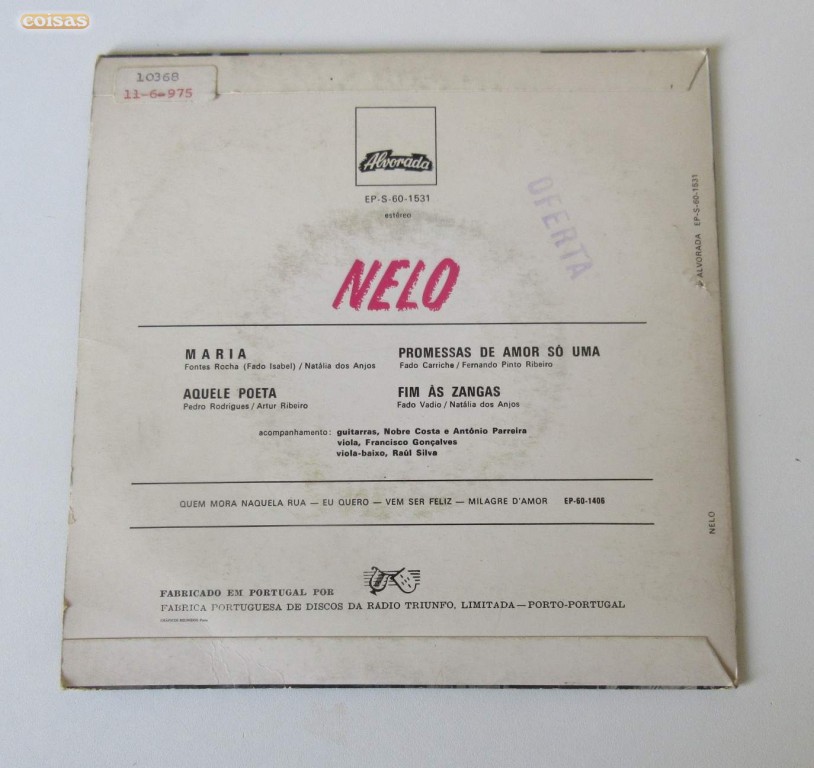 coisas
10368
11-6-975
Alvorada
EP-S-60-1531
estéreo
OFERTA
ALVORADA EP-S-60-1531
NELO
MARIA
Fontes Rocha (Fado Isabel) / Natália dos Anjos
PROMESSAS DE AMOR SÓ UMA
Fado Carriche / Fernando Pinto Ribeiro
AQUELE POETA
Pedro Rodrigues / Artur Ribeiro
FIM ÀS ZANGAS
Fado Vadio / Natália dos Anjos
acompanhamento: guitarras, Nobre Costa e António Parreira
viola, Francisco Gonçalves
viola-baixo, Raúl Silva
QUEM MORA NAQUELA RUA — EU QUERO — VEM SER FELIZ — MILAGRE D'AMOR EP-60-1406
NELO
FABRICADO EM PORTUGAL POR
FABRICA PORTUGUESA DE DISCOS DA RADIO TRIUNFO, LIMITADA — PORTO-PORTUGAL